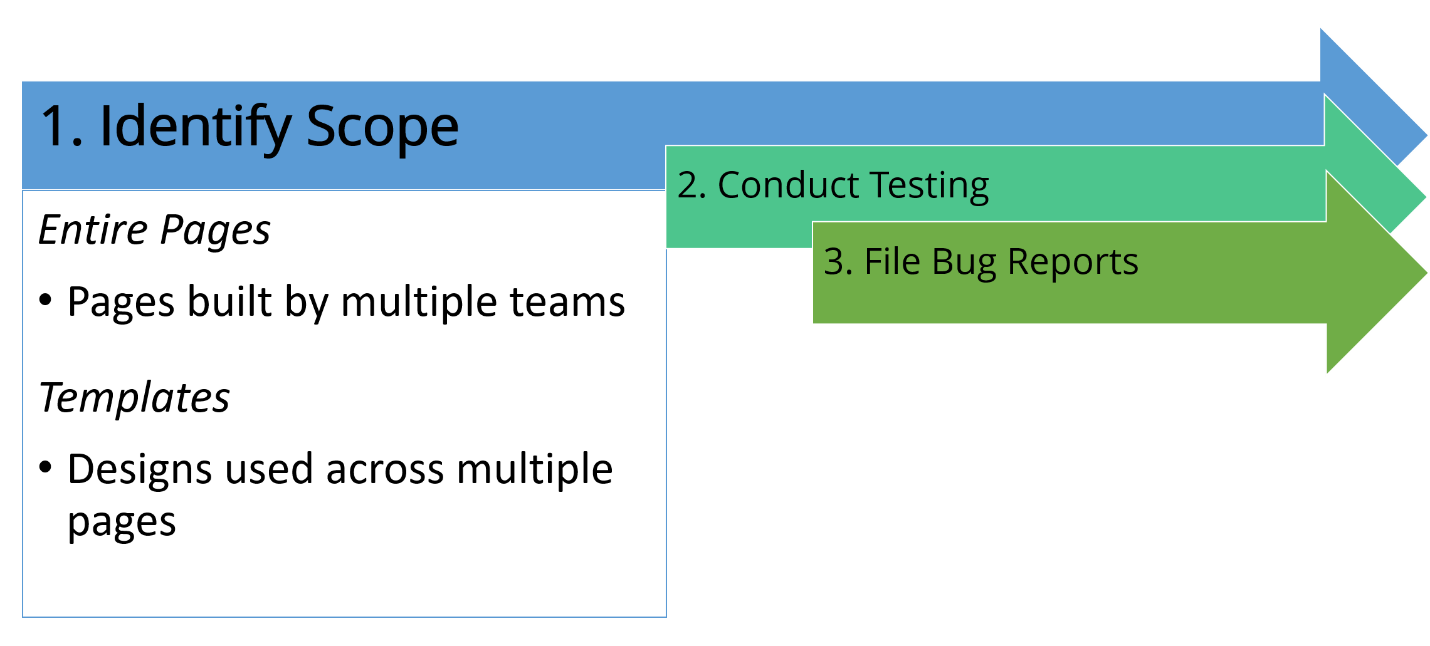 1. Identify Scope
2. Conduct Testing
3. File Bug Reports
Entire Pages
• Pages built by multiple teams
Templates
• Designs used across multiple
pages